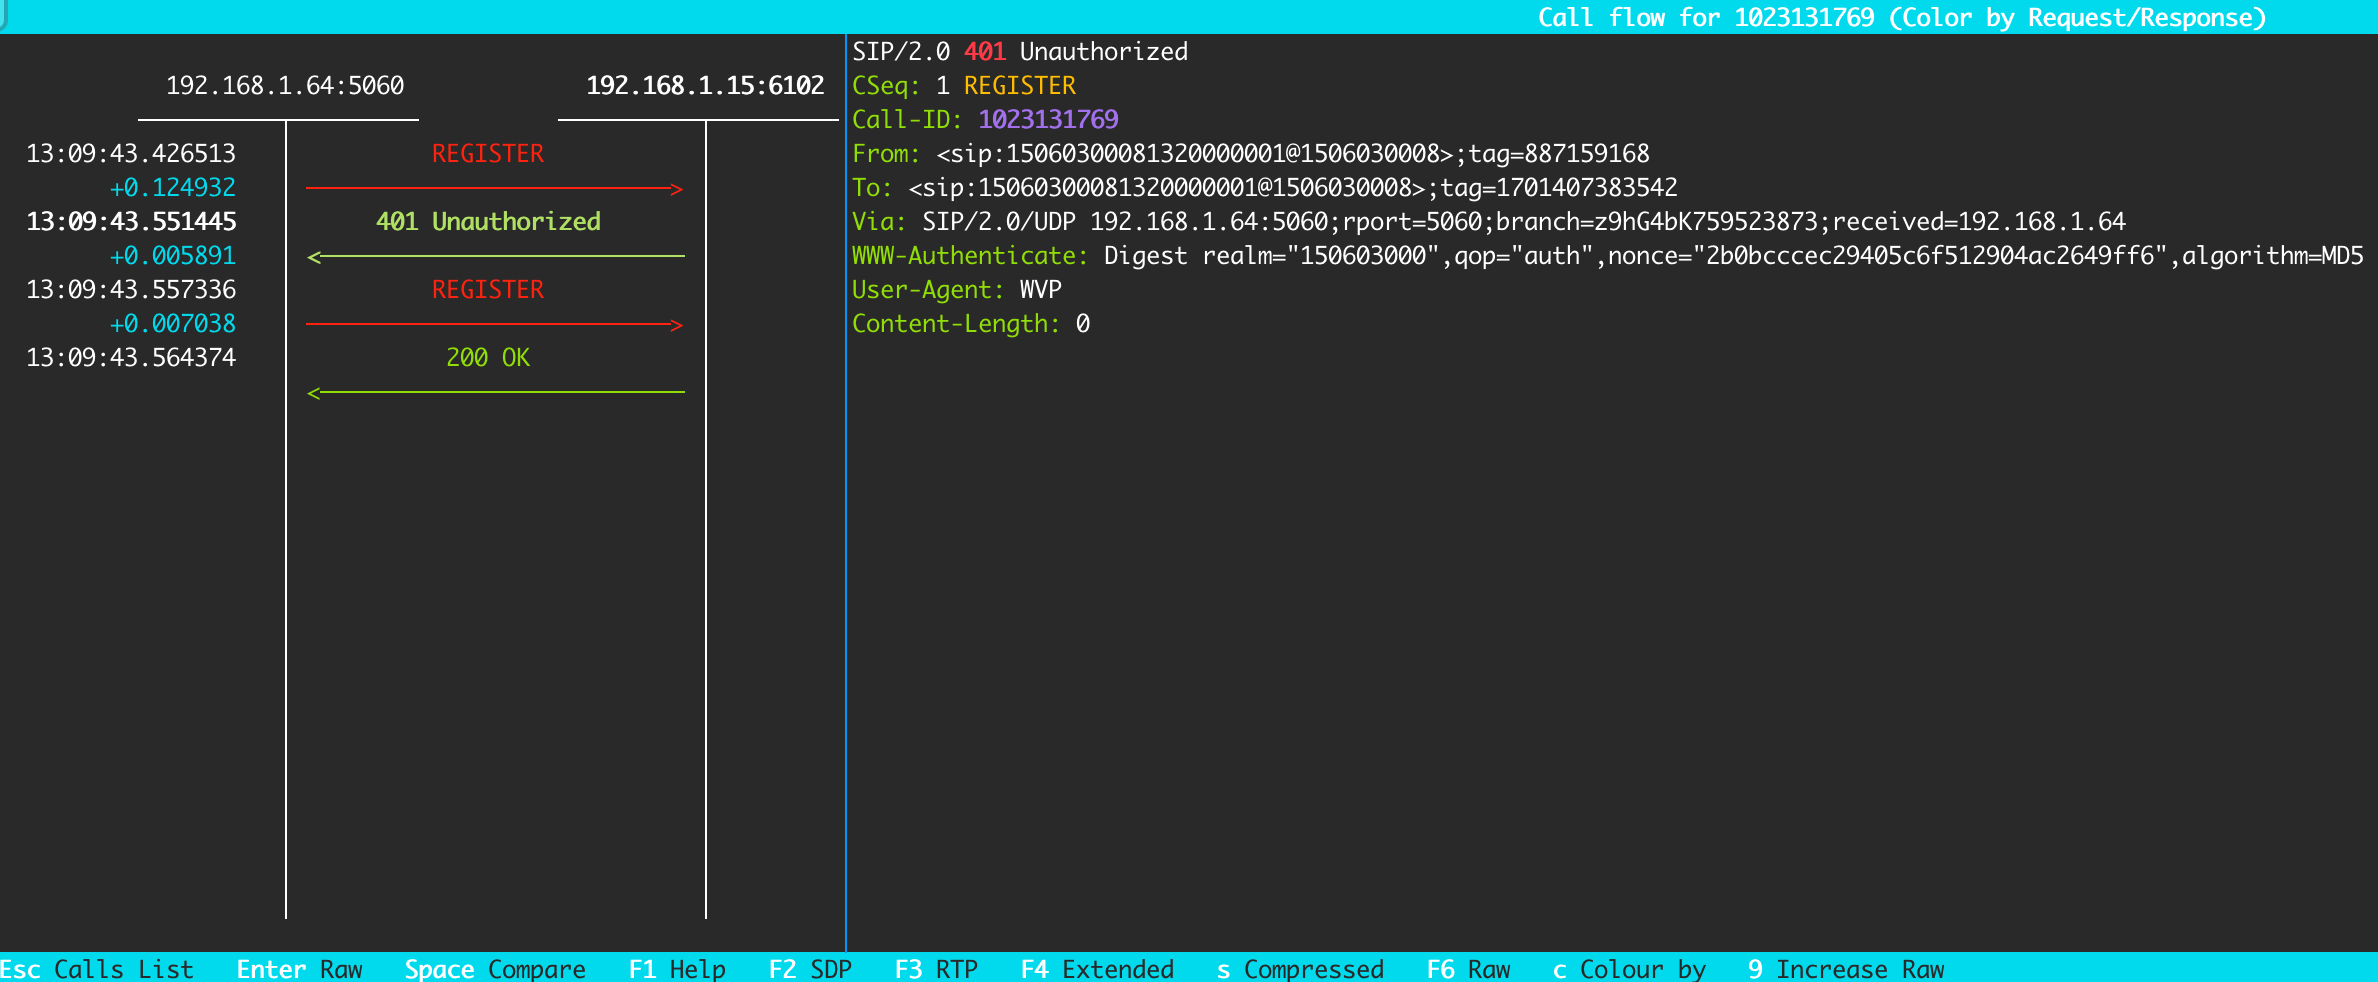 Call flow for 1023131769 (Color by Request/Response)
192.168.1.64:5060 192.168.1.15:6102
13:09:43.426513 REGISTER
+0.124932
13:09:43.551445 401 Unauthorized
+0.005891
13:09:43.557336 REGISTER
+0.007038
13:09:43.564374 200 OK
SIP/2.0 401 Unauthorized
CSeq: 1 REGISTER
Call-ID: 1023131769
From: <sip:15060300081320000001@1506030008>;tag=887159168
To: <sip:15060300081320000001@1506030008>;tag=1701407383542
Via: SIP/2.0/UDP 192.168.1.64:5060;rport=5060;branch=z9hG4bK759523873;received=192.168.1.64
WWW-Authenticate: Digest realm="150603000",qop="auth",nonce="2b0bcccec29405c6f512904ac2649ff6",algorithm=MD5
User-Agent: WVP
Content-Length: 0
Esc Calls List Enter Raw Space Compare F1 Help F2 SDP F3 RTP F4 Extended s Compressed F6 Raw c Colour by 9 Increase Raw